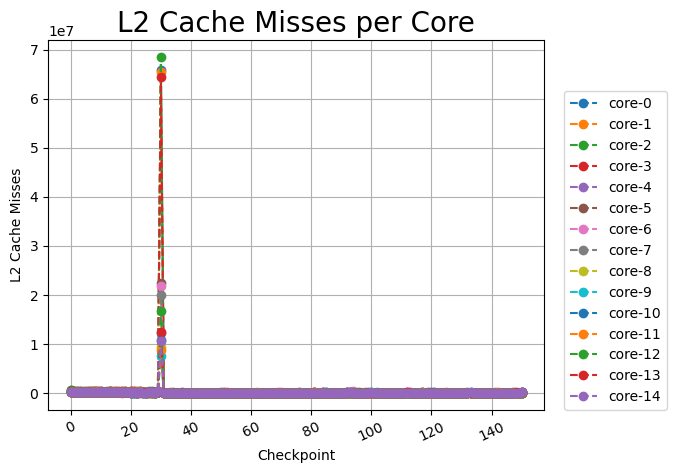 L2 Cache Misses per Core
1e7
7
6
5
4
3
2
1
0
L2 Cache Misses
0
20
40
60
80
100
120
140
Checkpoint
core-0
core-1
core-2
core-3
core-4
core-5
core-6
core-7
core-8
core-9
core-10
core-11
core-12
core-13
core-14